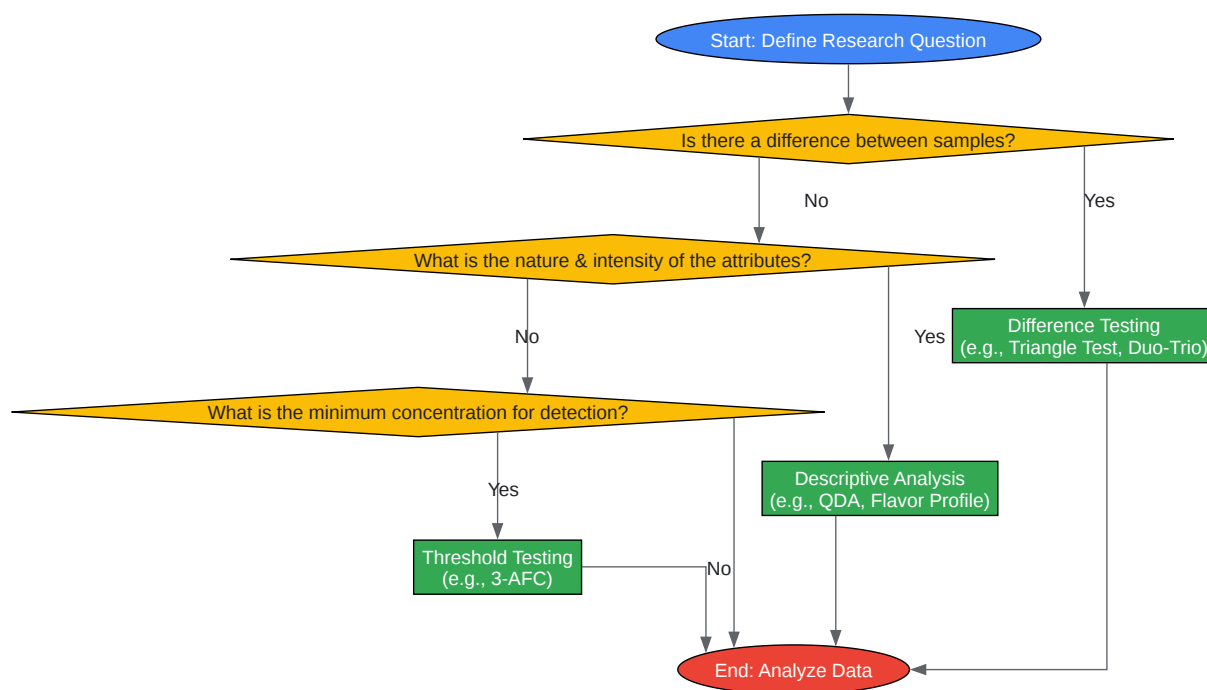 Start: Define Research Question
Is there a difference between samples?
No
Yes
What is the nature & intensity of the attributes?
No
Yes
Difference Testing
(e.g., Triangle Test, Duo-Trio)
What is the minimum concentration for detection?
Yes
No
Descriptive Analysis
(e.g., QDA, Flavor Profile)
Threshold Testing
(e.g., 3-AFC)
End: Analyze Data